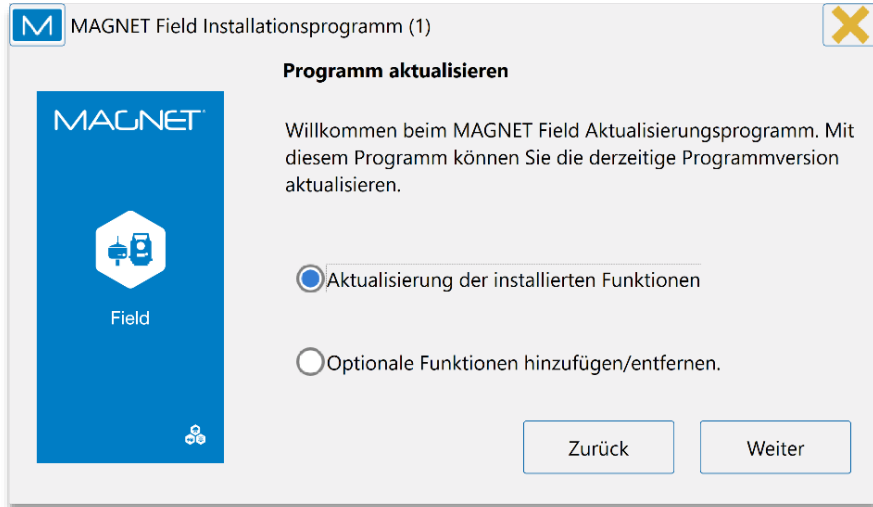 MAGNET Field Installationsprogramm (1)
Programm aktualisieren
MAGNET
Willkommen beim MAGNET Field Aktualisierungsprogramm. Mit
diesem Programm können Sie die derzeitige Programmversion
aktualisieren.
Aktualisierung der installierten Funktionen
Field
Optionale Funktionen hinzufügen/entfernen.
Zurück
Weiter